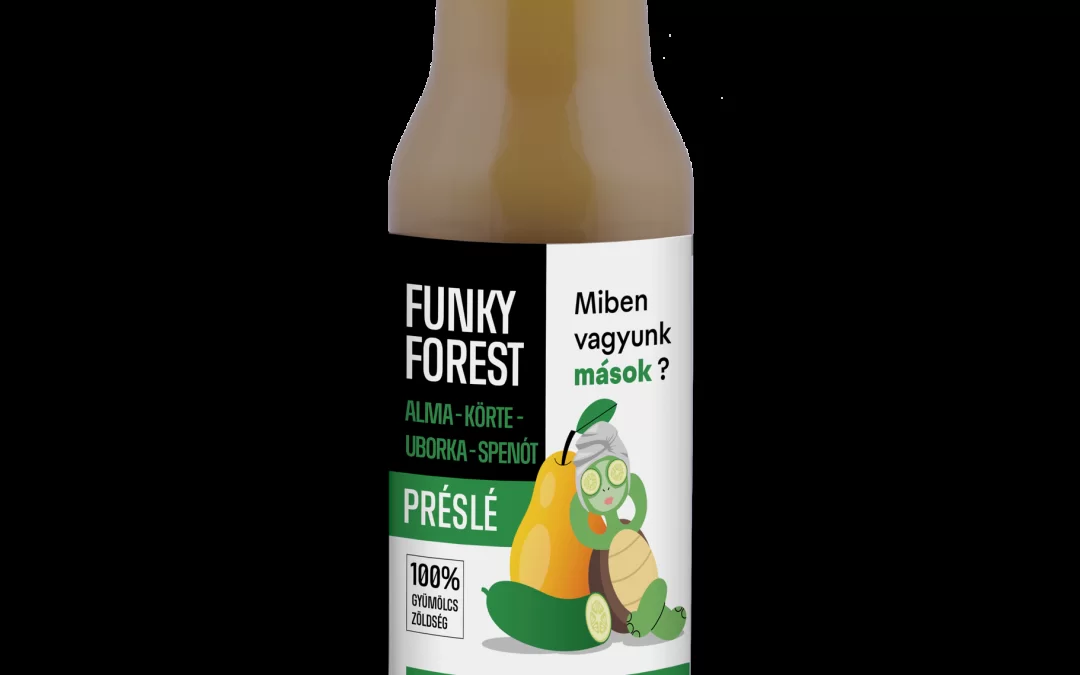 FUNKY
FOREST
ALMA-KÖRTE-
UBORKA-SPENÓT
PRÉSLÉ
100%
GYÜMÖLCS
ZÖLDSÉG
Miben
vagyunk
mások?